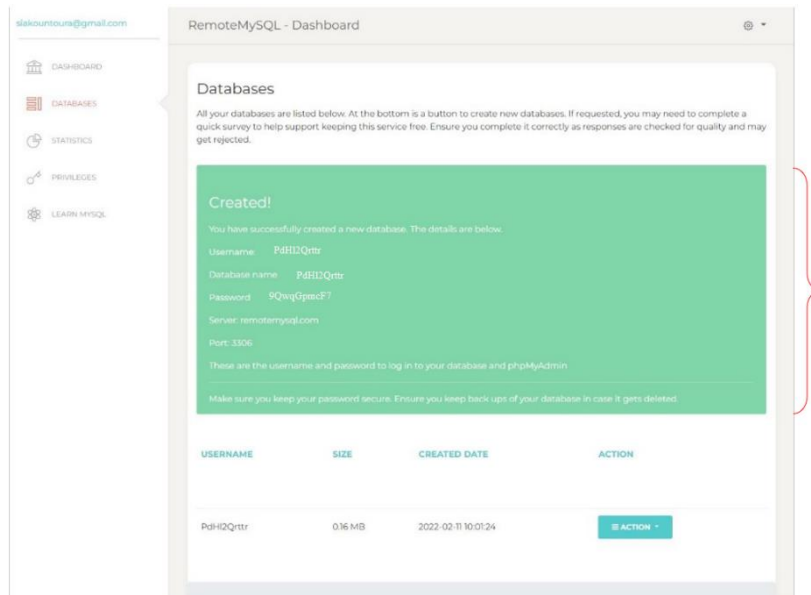 slakountoura@gmail.com
RemoteMySQL - Dashboard
DASHBOARD
DATABASES
STATISTICS
PRIVILEGES
LEARN MYSQL
Databases
All your databases are listed below. At the bottom is a button to create new databases. If requested, you may need to complete a
quick survey to help support keeping this service free. Ensure you complete it correctly as responses are checked for quality and may
get rejected.
Created!
You have successfully created a new database. The details are below.
Username: PdHI2Qrttr
Database name PdHI2Qrttr
Password 9QwqGpmcF7
Server: remotemysql.com
Port: 3306
These are the username and password to log in to your database and phpMyAdmin
Make sure you keep your password secure. Ensure you keep back ups of your database in case it gets deleted.
USERNAME SIZE CREATED DATE ACTION
PdHI2Qrttr 0.16 MB 2022-02-11 10:01:24 ACTION